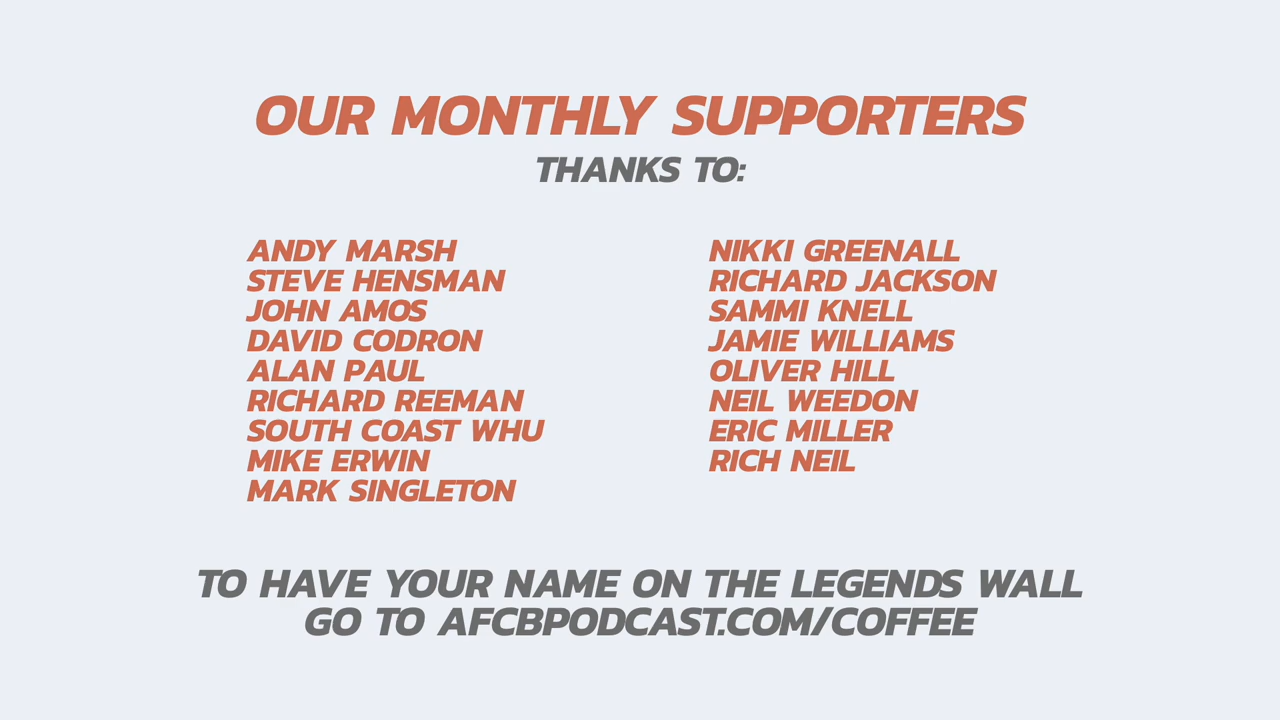 OUR MONTHLY SUPPORTERS
THANKS TO:
ANDY MARSH
STEVE HENSMAN
JOHN AMOS
DAVID CODRON
ALAN PAUL
RICHARD REEMAN
SOUTH COAST WHU
MIKE ERWIN
MARK SINGLETON
NIKKI GREENALL
RICHARD JACKSON
SAMMI KNELL
JAMIE WILLIAMS
OLIVER HILL
NEIL WEEDON
ERIC MILLER
RICH NEIL
TO HAVE YOUR NAME ON THE LEGENDS WALL
GO TO AFCBPODCAST.COM/COFFEE